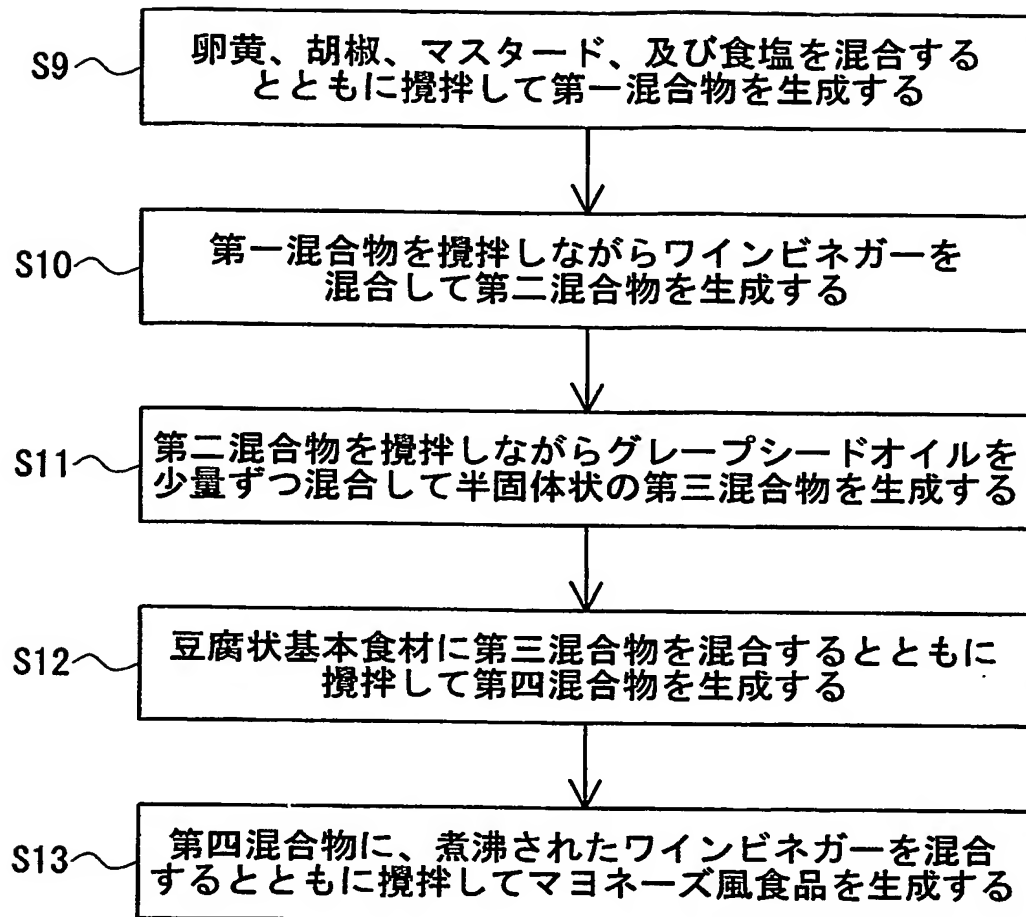 S9
卵黄、胡椒、マスタード、及び食塩を混合する
とともに攪拌して第一混合物を生成する
S10
第一混合物を攪拌しながらワインビネガーを
混合して第二混合物を生成する
S11
第二混合物を攪拌しながらグレープシードオイルを
少量ずつ混合して半固体状の第三混合物を生成する
S12
豆腐状基本食材に第三混合物を混合するとともに
攪拌して第四混合物を生成する
S13
第四混合物に、煮沸されたワインビネガーを混合
するとともに攪拌してマヨネーズ風食品を生成する